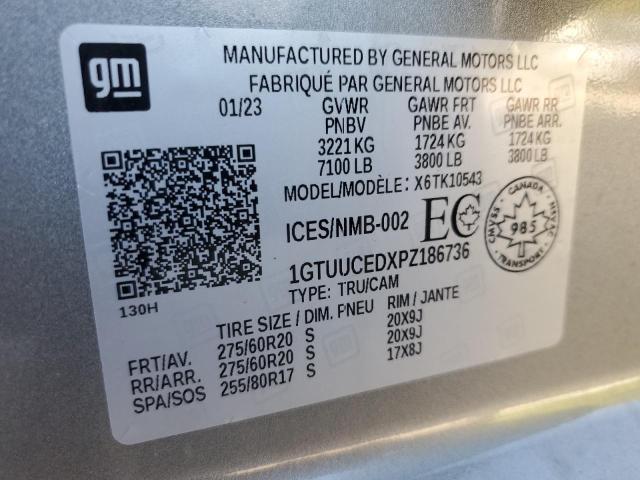 gm
MANUFACTURED BY GENERAL MOTORS LLC
FABRIQUÉ PAR GENERAL MOTORS LLC
01/23 GVWR GAWR FRT GAWR RR
PNBV PNBE AV. PNBE ARR.
3221 KG 1724 KG 1724 KG
7100 LB 3800 LB 3800 LB
MODEL/MODÈLE: X6TK10543
ICES/NMB-002 EC
CANADA
CMVSS 985 NSVAC
1GTUUCEDXPZ186736
TYPE: TRU/CAM
130H
TIRE SIZE / DIM. PNEU RIM / JANTE
FRT/AV. 275/60R20 S 20X9J
RR/ARR. 275/60R20 S 20X9J
SPA/SOS 255/80R17 S 17X8J